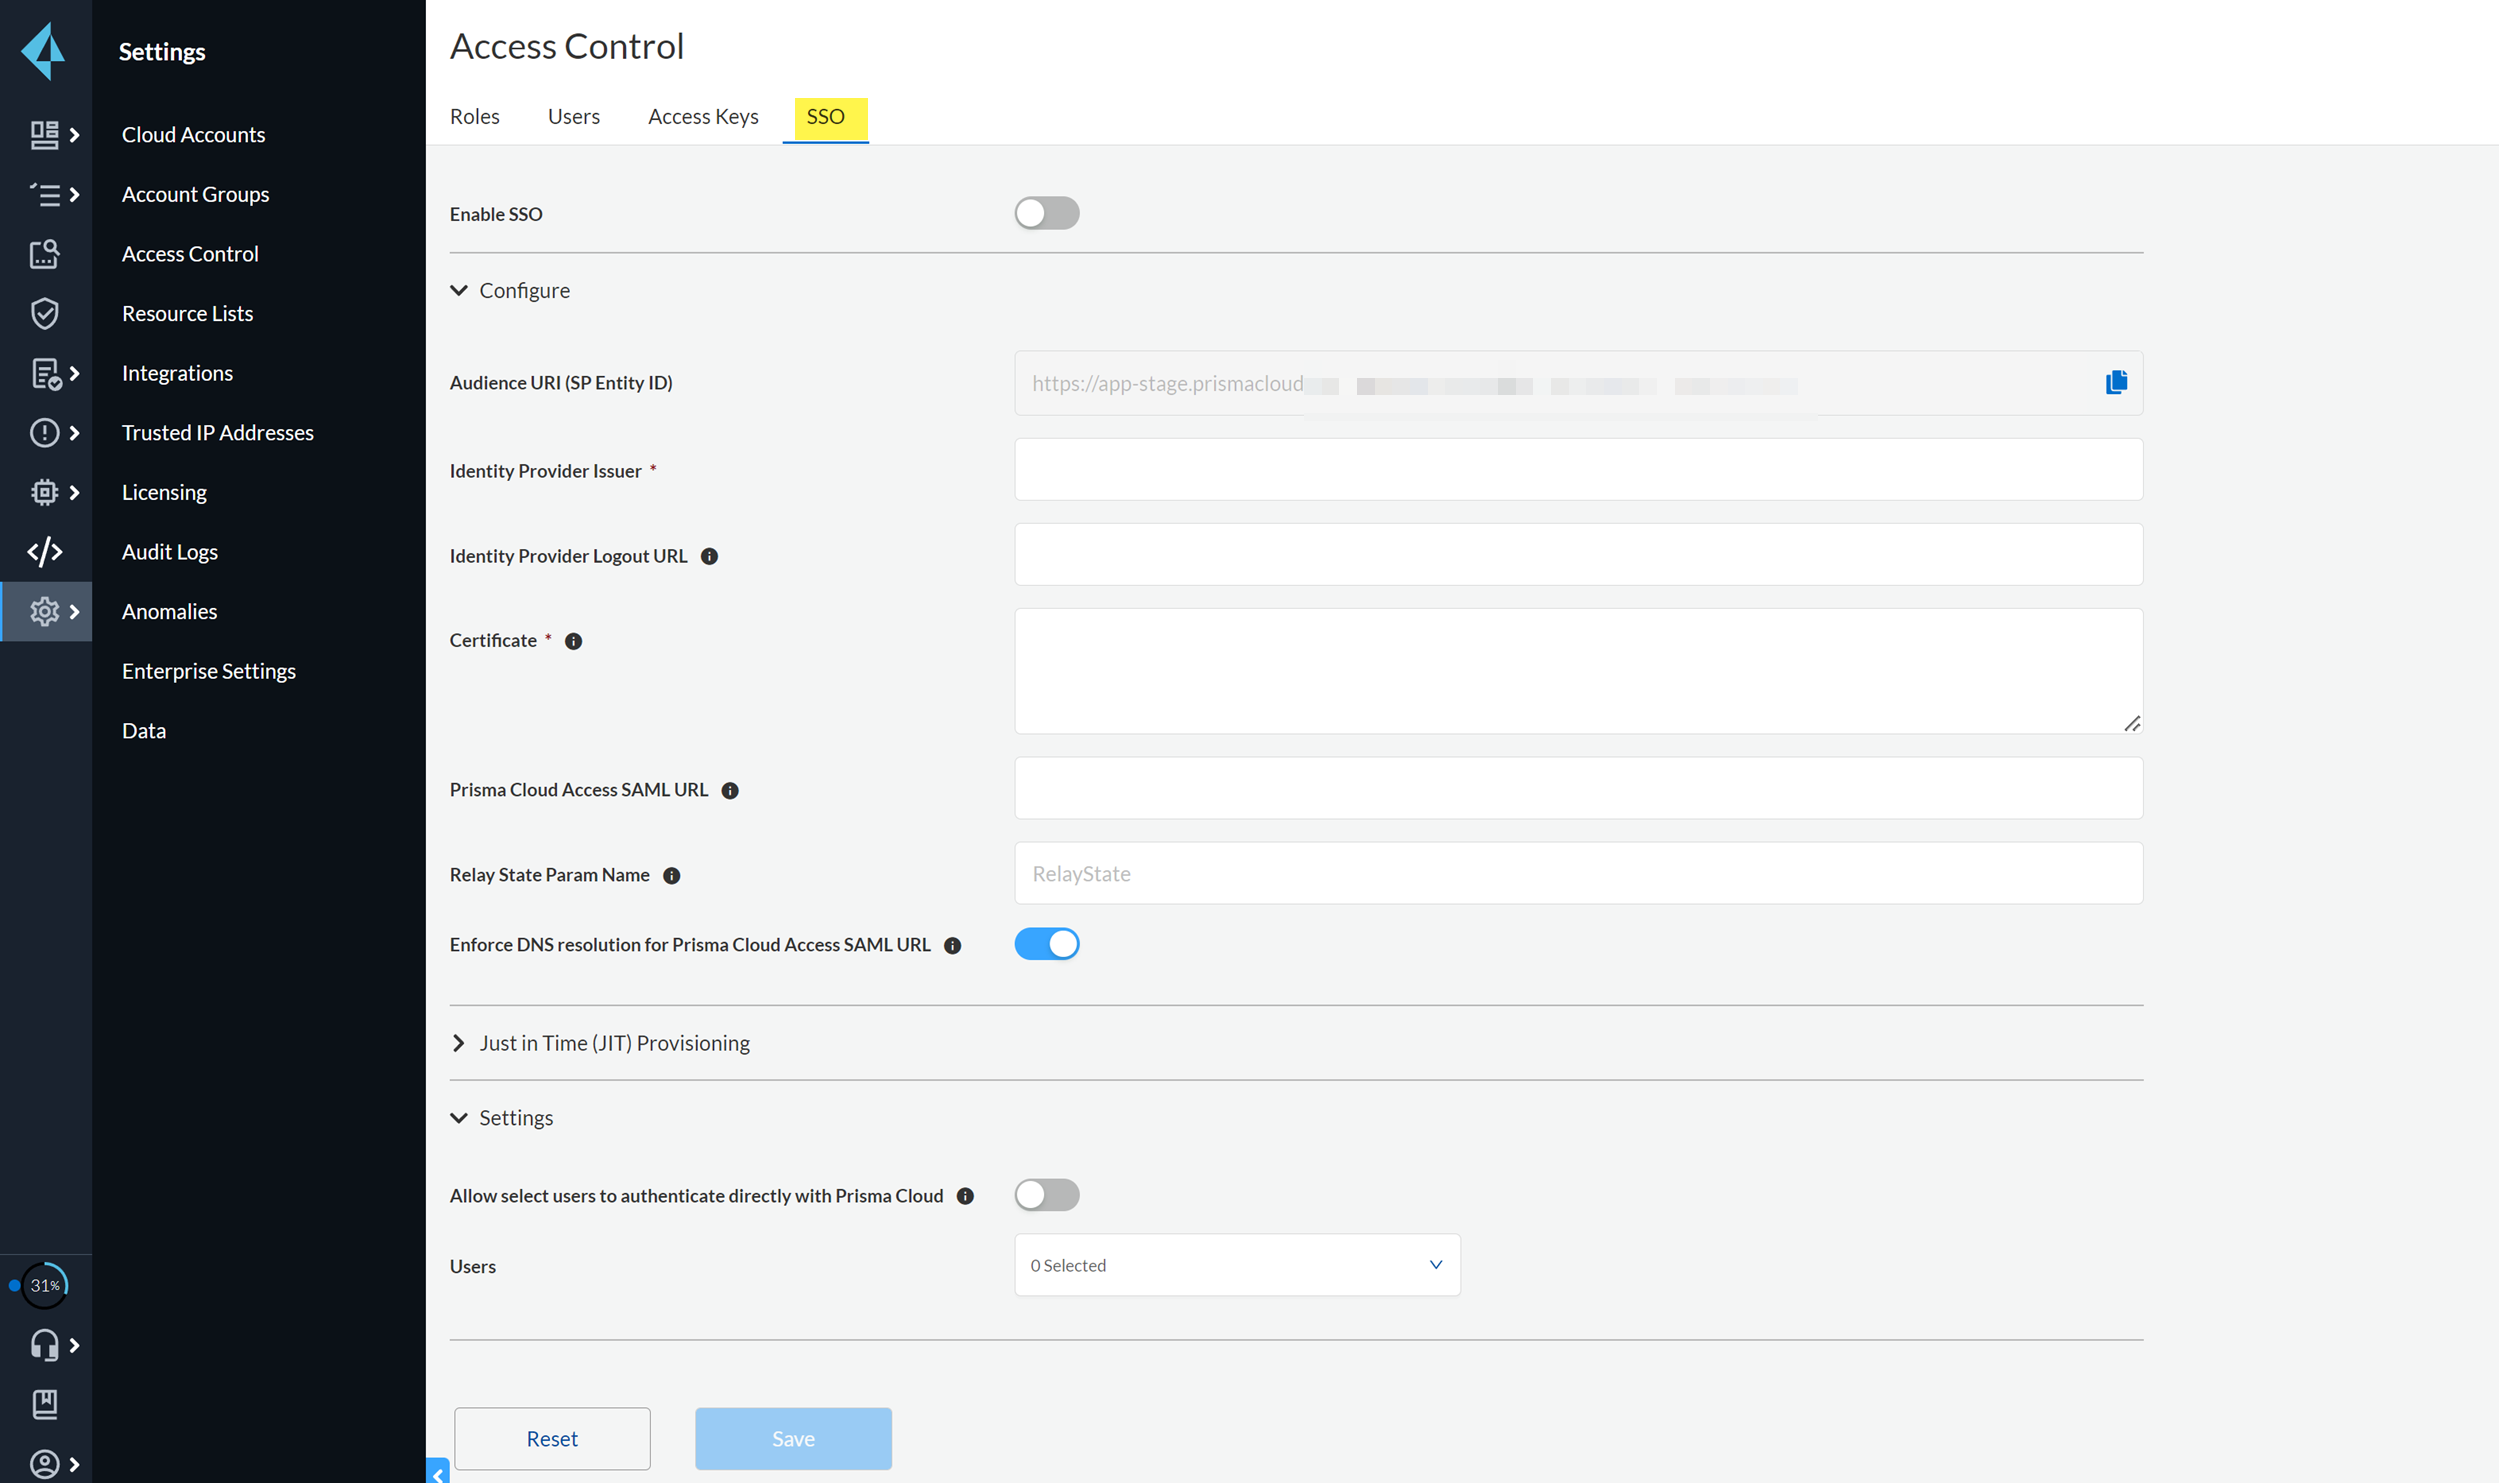 Settings
Cloud Accounts
Account Groups
Access Control
Resource Lists
Integrations
Trusted IP Addresses
Licensing
Audit Logs
Anomalies
Enterprise Settings
Data
31%
Access Control
Roles Users Access Keys SSO
Enable SSO
Configure
Audience URI (SP Entity ID) https://app-stage.prismacloud
Identity Provider Issuer *
Identity Provider Logout URL
Certificate *
Prisma Cloud Access SAML URL
Relay State Param Name RelayState
Enforce DNS resolution for Prisma Cloud Access SAML URL
Just in Time (JIT) Provisioning
Settings
Allow select users to authenticate directly with Prisma Cloud
Users 0 Selected
Reset Save